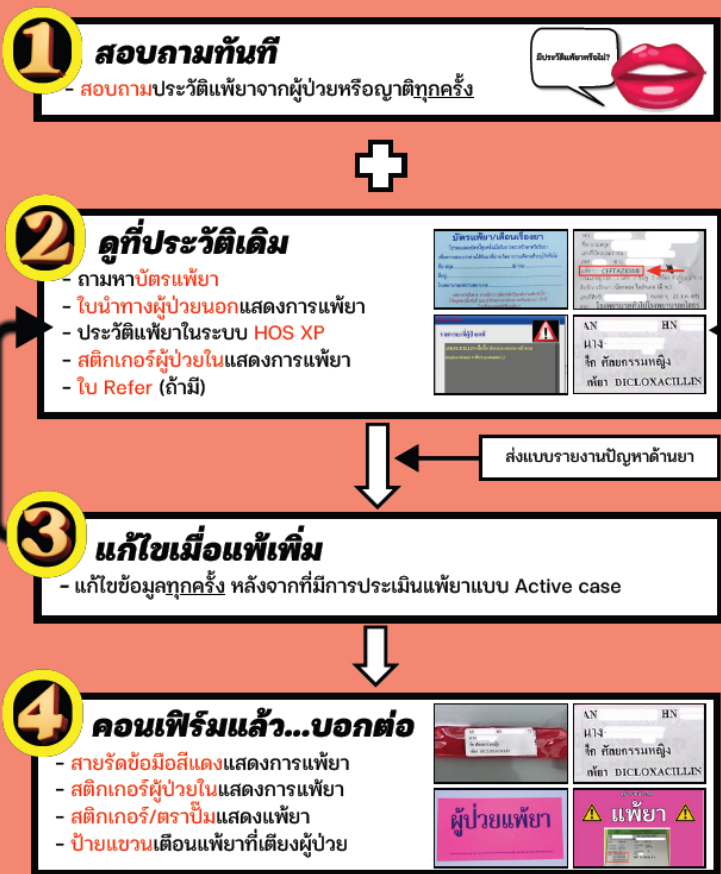 1
สอบถามทันที
- สอบถามประวัติแพ้ยาจากผู้ป่วยหรือญาติทุกครั้ง
มีประวัติแพ้ยาหรือไม่?
2
ดูที่ประวัติเดิม
- ถามหาบัตรแพ้ยา
- ใบนำทางผู้ป่วยนอกแสดงการแพ้ยา
- ประวัติแพ้ยาในระบบ HOS XP
- สติกเกอร์ผู้ป่วยในแสดงการแพ้ยา
- ใบ Refer (ถ้ามี)
บัตรแพ้ยา/เตือนเรื่องยา
CEFTAZIDIME
รายการยาที่ผู้ป่วยแพ้
AN HN
นาง
ตึก ศัลยกรรมหญิง
แพ้ยา DICLOXACILLIN
ส่งแบบรายงานปัญหาด้านยา
3
แก้ไขเมื่อแพ้เพิ่ม
- แก้ไขข้อมูลทุกครั้ง หลังจากที่มีการประเมินแพ้ยาแบบ Active case
4
คอนเฟิร์มแล้ว...บอกต่อ
- สายรัดข้อมือสีแดงแสดงการแพ้ยา
- สติกเกอร์ผู้ป่วยในแสดงการแพ้ยา
- สติกเกอร์/ตราปั๊มแสดงแพ้ยา
- ป้ายแขวนเตือนแพ้ยาที่เตียงผู้ป่วย
AN HN
นาง
ตึก ศัลยกรรมหญิง
แพ้ยา DICLOXACILLIN
ผู้ป่วยแพ้ยา
แพ้ยา